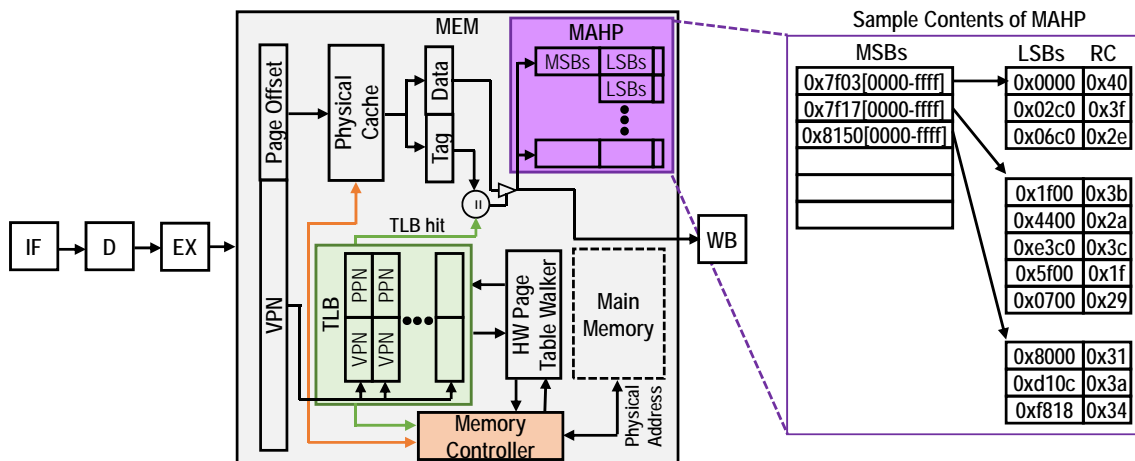 MEM
Page Offset
VPN
Physical
Cache
Data
Tag
=
MAHP
MSBs
LSBs
LSBs
IF
D
EX
WB
TLB hit
TLB
PPN
PPN
VPN
VPN
HW Page
Table Walker
Main
Memory
Memory
Controller
Physical
Address
Sample Contents of MAHP
MSBs LSBs RC
0x7f03[0000-ffff]
0x7f17[0000-ffff]
0x8150[0000-ffff]
0x0000 0x40
0x02c0 0x3f
0x06c0 0x2e
0x1f00 0x3b
0x4400 0x2a
0xe3c0 0x3c
0x5f00 0x1f
0x0700 0x29
0x8000 0x31
0xd10c 0x3a
0xf818 0x34